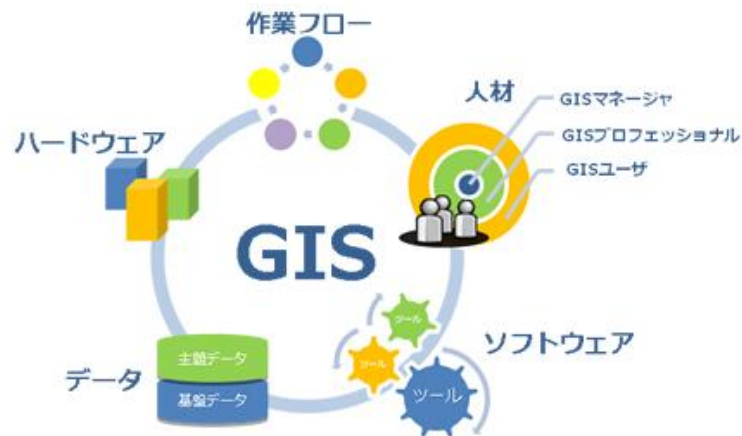 作業フロー
人材
GISマネージャ
GISプロフェッショナル
GISユーザ
ハードウェア
GIS
ツール
ツール
ツール
ソフトウェア
データ
主題データ
基盤データ